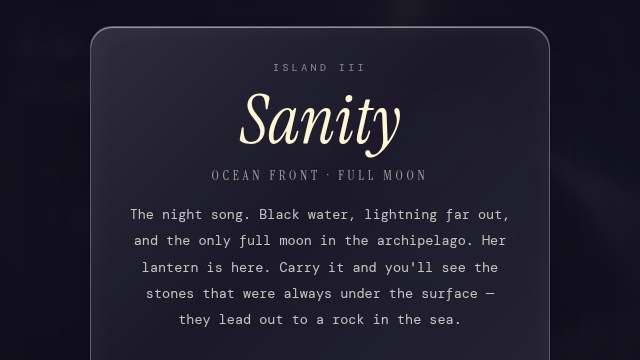 ISLAND III
Sanity
OCEAN FRONT · FULL MOON
The night song. Black water, lightning far out,
and the only full moon in the archipelago. Her
lantern is here. Carry it and you'll see the
stones that were always under the surface —
they lead out to a rock in the sea.